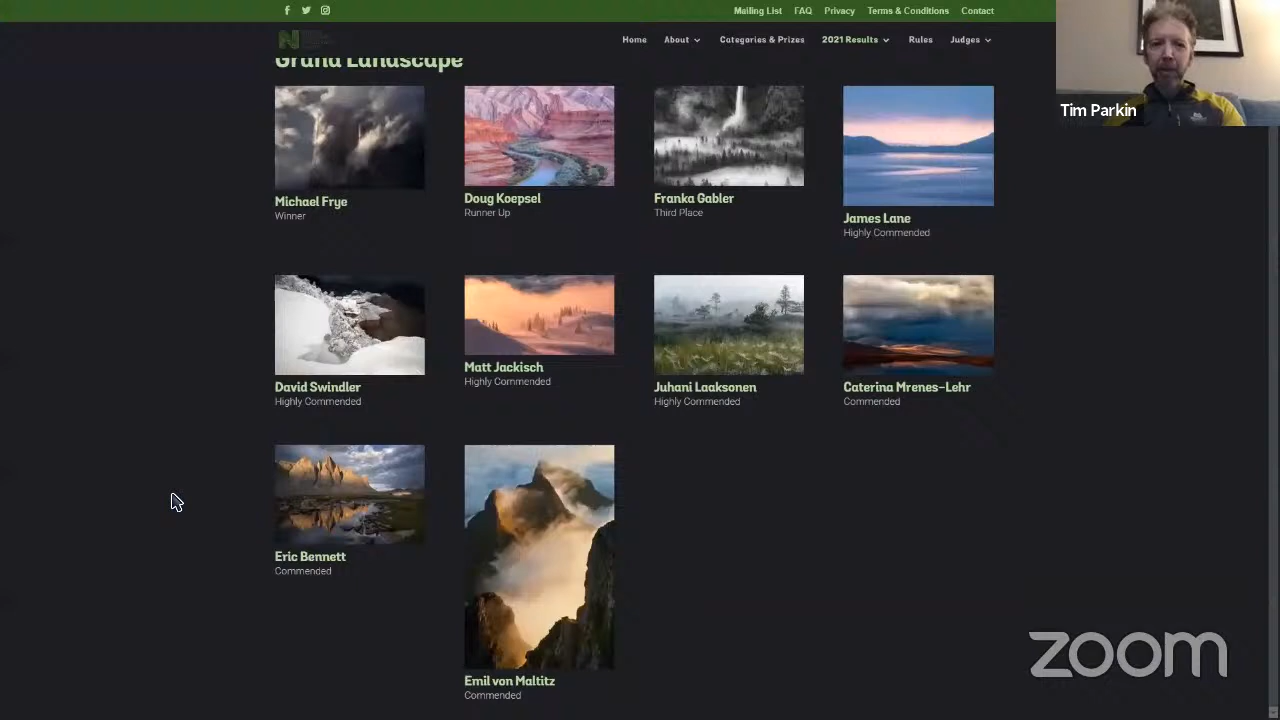 Mailing List FAQ Privacy Terms & Conditions Contact
Home About Categories & Prizes 2021 Results Rules Judges
Tim Parkin
Grand Landscape
Michael Frye
Winner
Doug Koepsel
Runner Up
Franka Gabler
Third Place
James Lane
Highly Commended
David Swindler
Highly Commended
Matt Jackisch
Highly Commended
Juhani Laaksonen
Highly Commended
Caterina Mrenes-Lehr
Commended
Eric Bennett
Commended
Emil von Maltitz
Commended
zoom